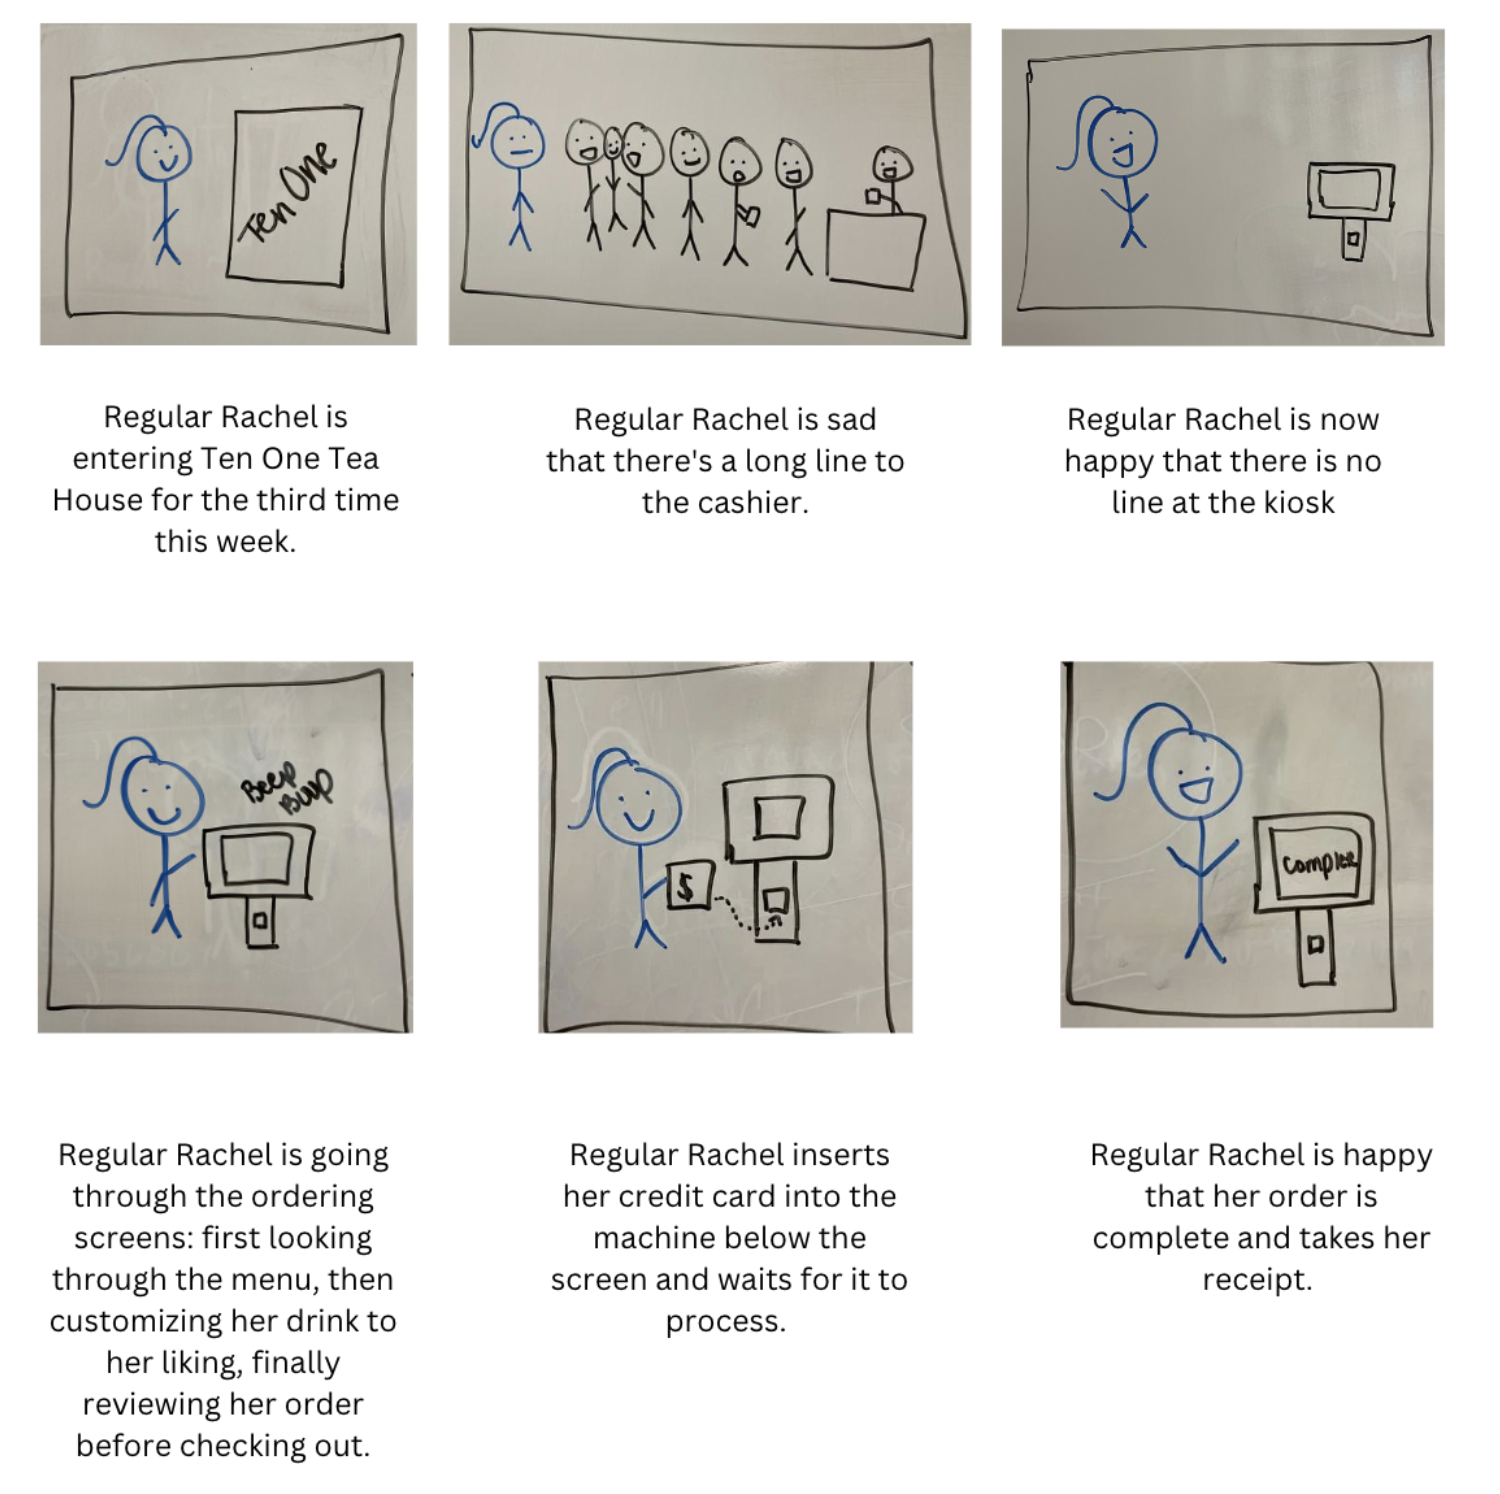 Ten One
Regular Rachel is
entering Ten One Tea
House for the third time
this week.
Regular Rachel is sad
that there's a long line to
the cashier.
Regular Rachel is now
happy that there is no
line at the kiosk
Beep
Boop
Regular Rachel is going
through the ordering
screens: first looking
through the menu, then
customizing her drink to
her liking, finally
reviewing her order
before checking out.
$
Regular Rachel inserts
her credit card into the
machine below the
screen and waits for it to
process.
Complete
Regular Rachel is happy
that her order is
complete and takes her
receipt.